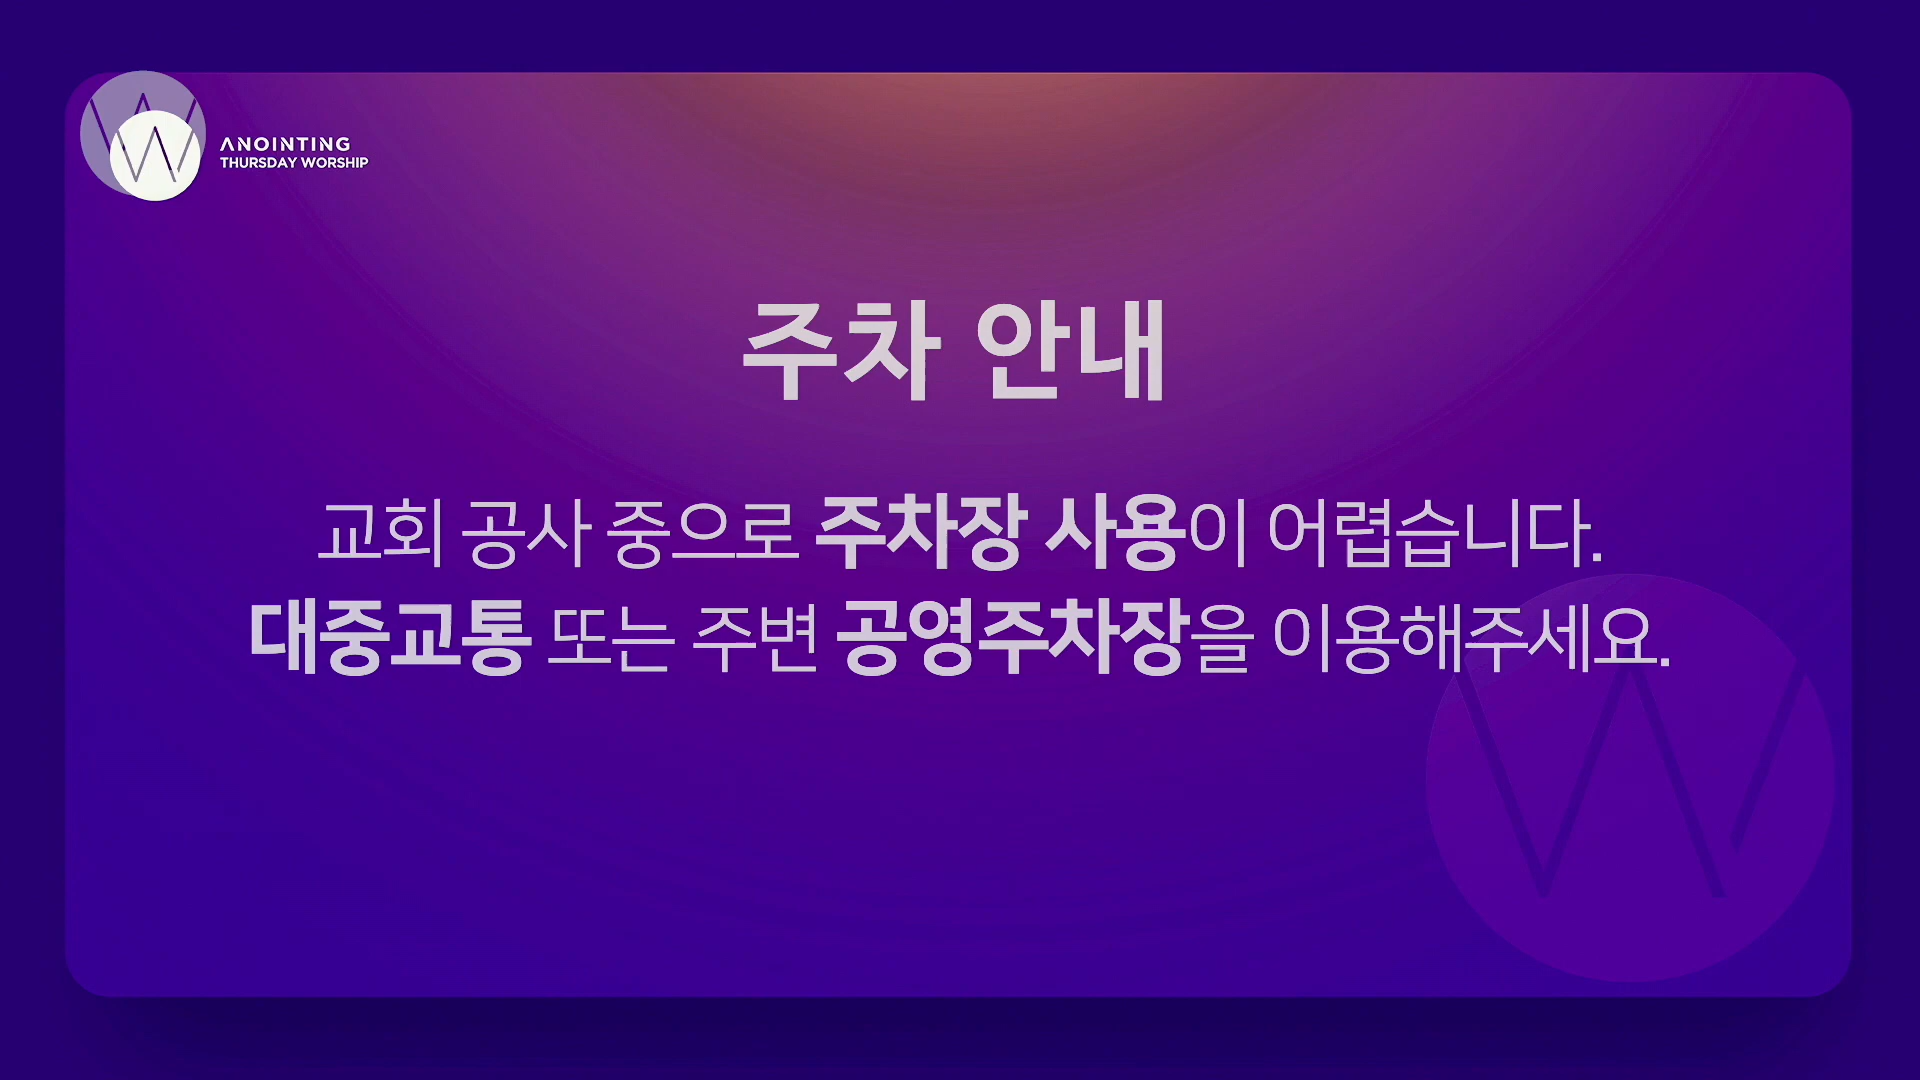 ANOINTING
THURSDAY WORSHIP
주차 안내
교회 공사 중으로 주차장 사용이 어렵습니다.
대중교통 또는 주변 공영주차장을 이용해주세요.